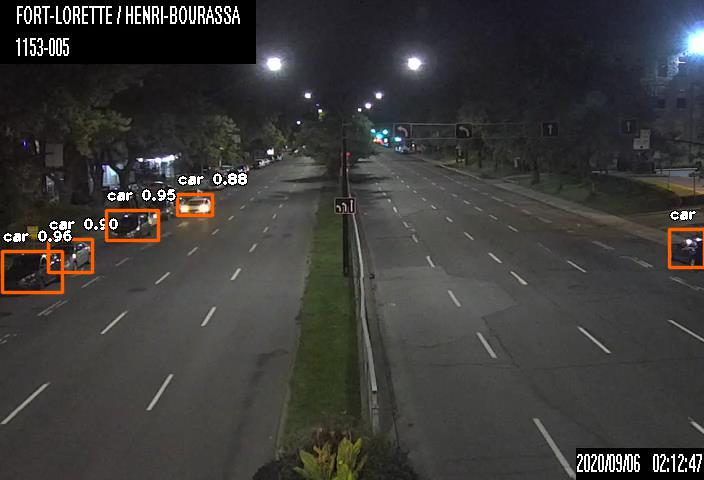 FORT-LORETTE / HENRI-BOURASSA
1153-005
car 0.88
car 0.95
car 0.90
car 0.96
car
2020/09/06 02:12:47